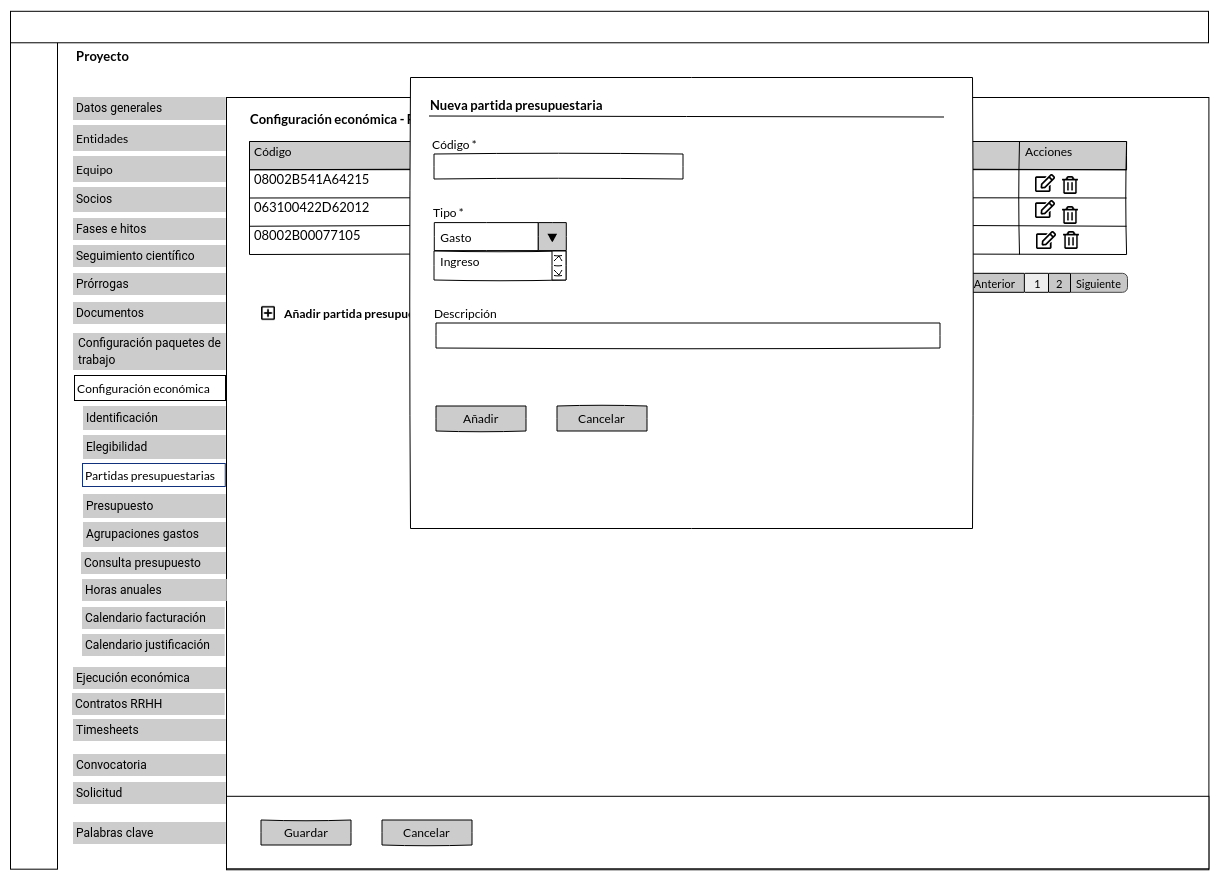 Proyecto
Datos generales
Entidades
Equipo
Socios
Fases e hitos
Seguimiento científico
Prórrogas
Documentos
Configuración paquetes de
trabajo
Configuración económica
Identificación
Elegibilidad
Partidas presupuestarias
Presupuesto
Agrupaciones gastos
Consulta presupuesto
Horas anuales
Calendario facturación
Calendario justificación
Ejecución económica
Contratos RRHH
Timesheets
Convocatoria
Solicitud
Palabras clave
Configuración económica -
Código
Acciones
08002B541A64215
063100422D62012
08002B00077105
Anterior 1 2 Siguiente
Añadir partida presupu
Nueva partida presupuestaria
Código *
Tipo *
Gasto
Ingreso
Descripción
Añadir
Cancelar
Guardar
Cancelar